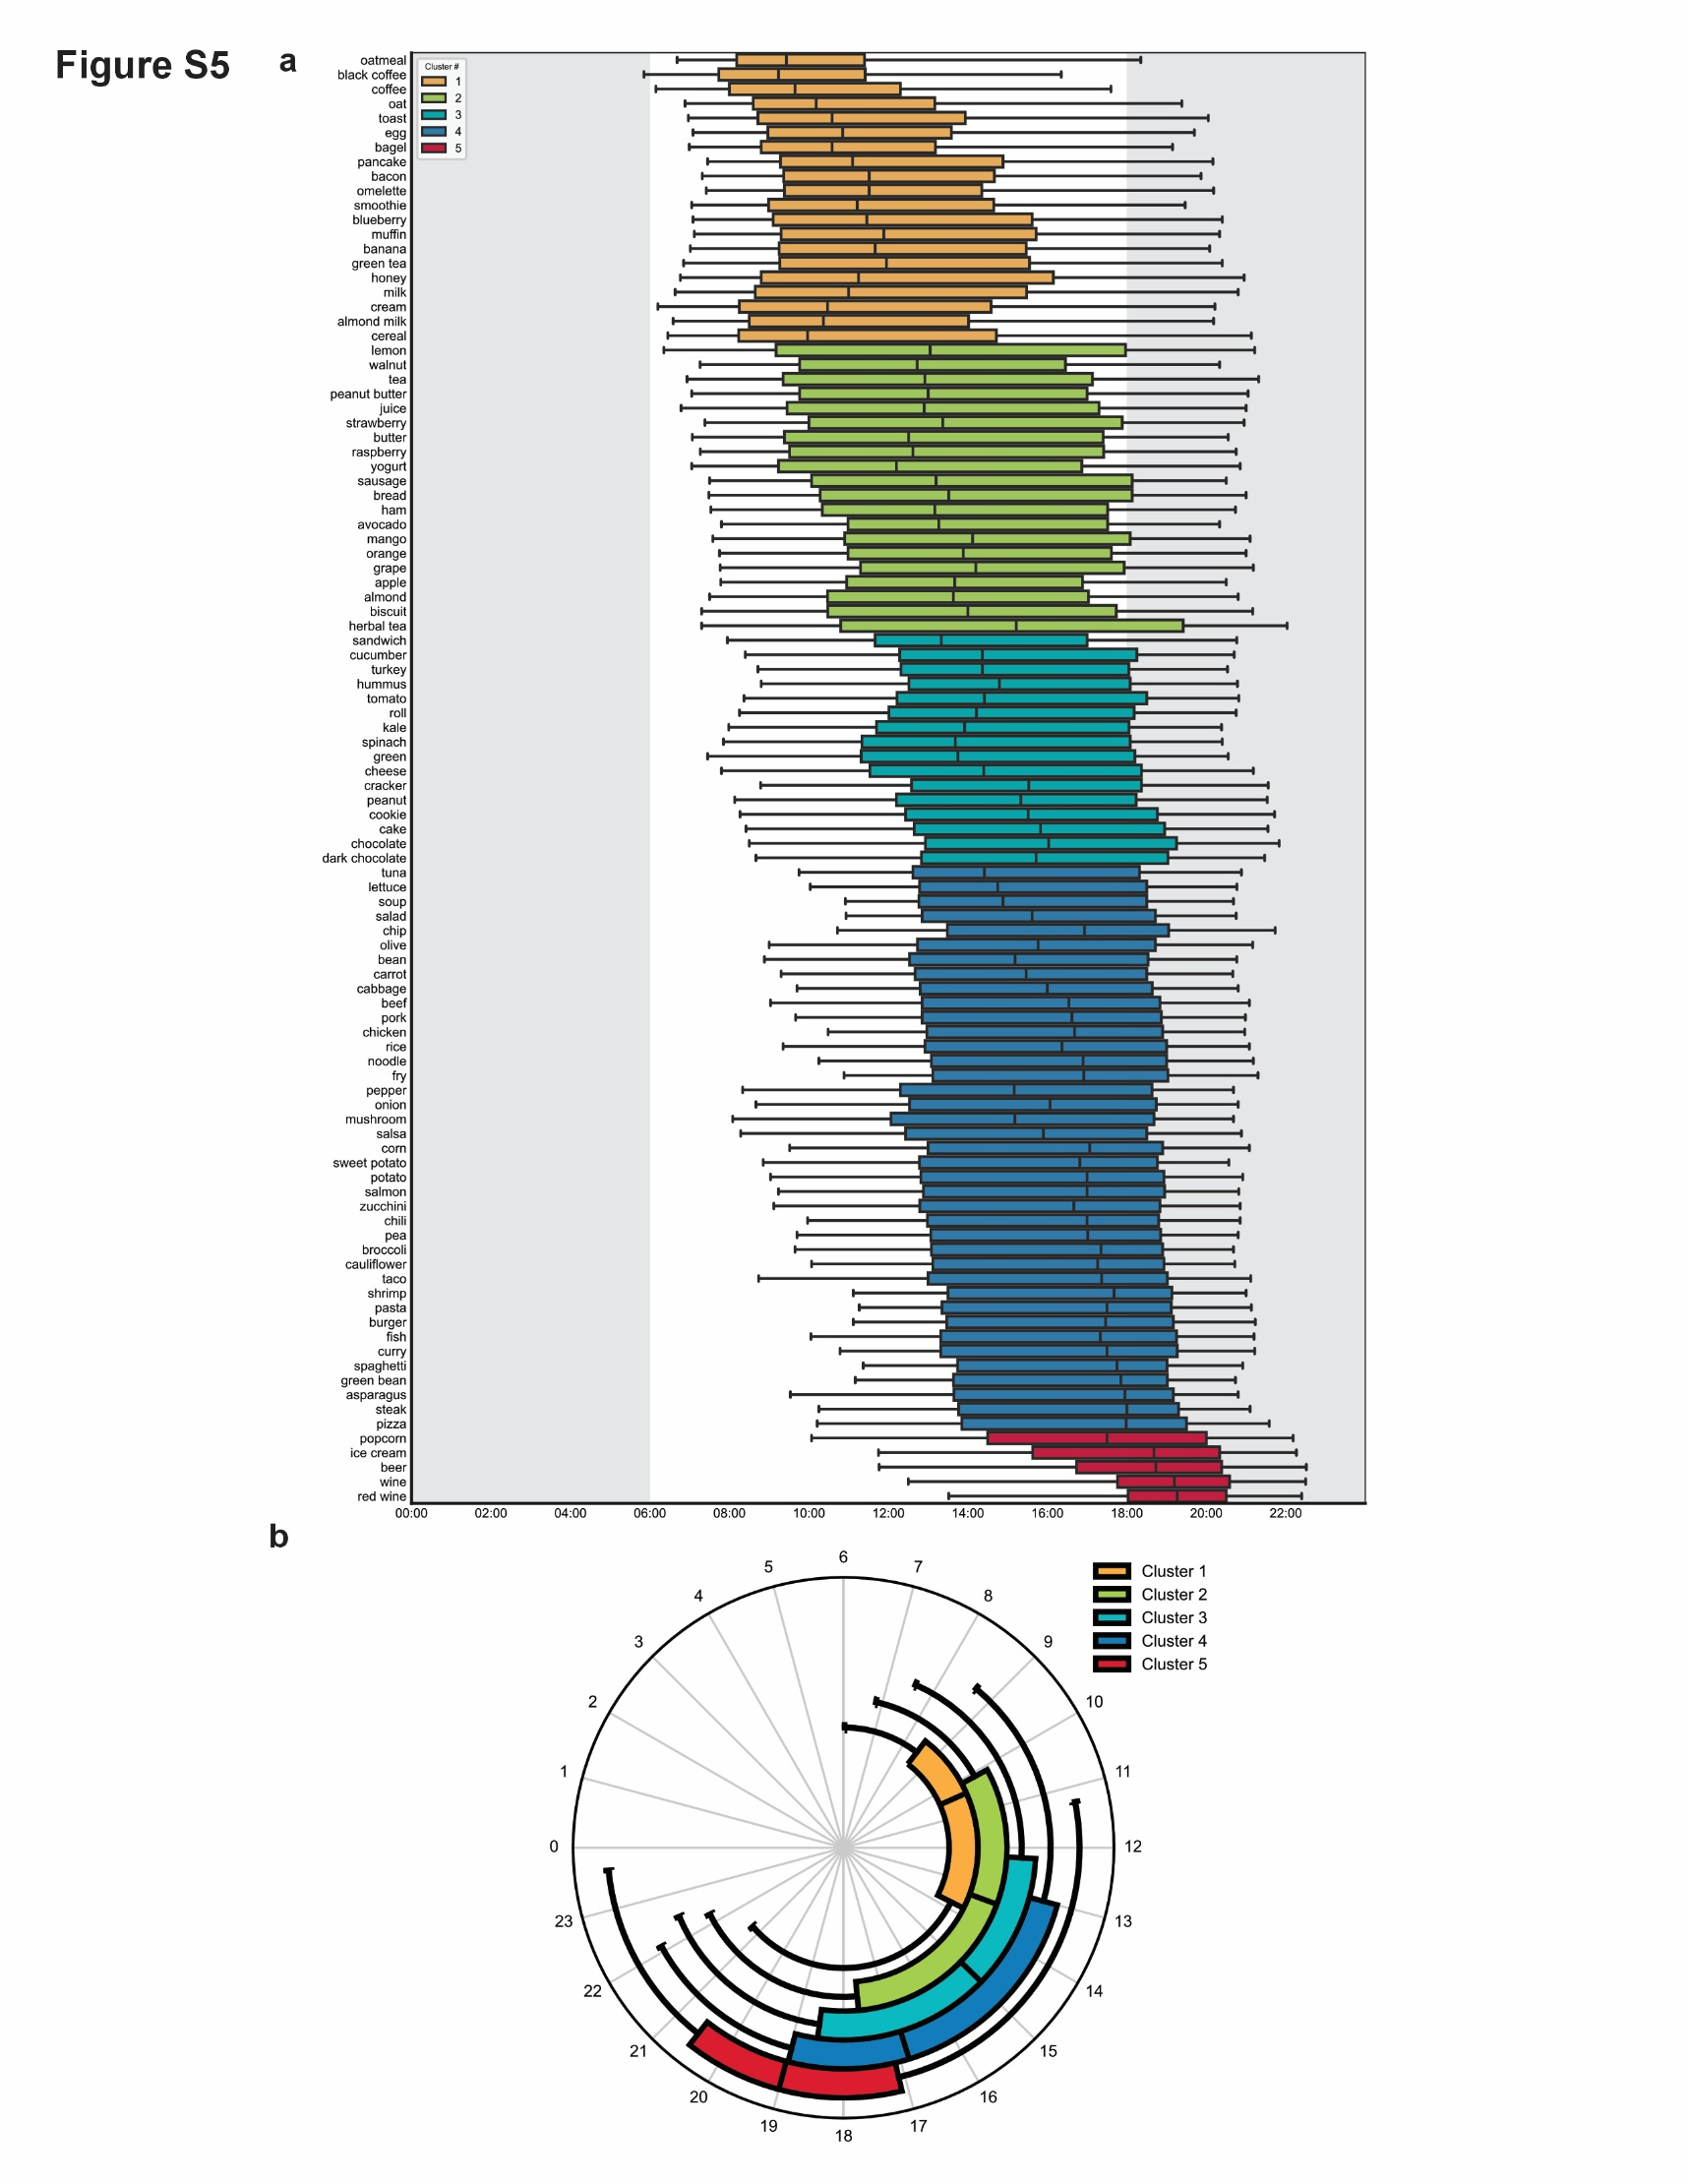 Figure S5
a
Cluster #
1
2
3
4
5
oatmeal
black coffee
coffee
oat
toast
egg
bagel
pancake
bacon
omelette
smoothie
blueberry
muffin
banana
green tea
honey
milk
cream
almond milk
cereal
lemon
walnut
tea
peanut butter
juice
strawberry
butter
raspberry
yogurt
sausage
bread
ham
avocado
mango
orange
grape
apple
almond
biscuit
herbal tea
sandwich
cucumber
turkey
hummus
tomato
roll
kale
spinach
green
cheese
cracker
peanut
cookie
cake
chocolate
dark chocolate
tuna
lettuce
soup
salad
chip
olive
bean
carrot
cabbage
beef
pork
chicken
rice
noodle
fry
pepper
onion
mushroom
salsa
corn
sweet potato
potato
salmon
zucchini
chili
pea
broccoli
cauliflower
taco
shrimp
pasta
burger
fish
curry
spaghetti
green bean
asparagus
steak
pizza
popcorn
ice cream
beer
wine
red wine
00:00 02:00 04:00 06:00 08:00 10:00 12:00 14:00 16:00 18:00 20:00 22:00
b
Cluster 1
Cluster 2
Cluster 3
Cluster 4
Cluster 5
0
1
2
3
4
5
6
7
8
9
10
11
12
13
14
15
16
17
18
19
20
21
22
23